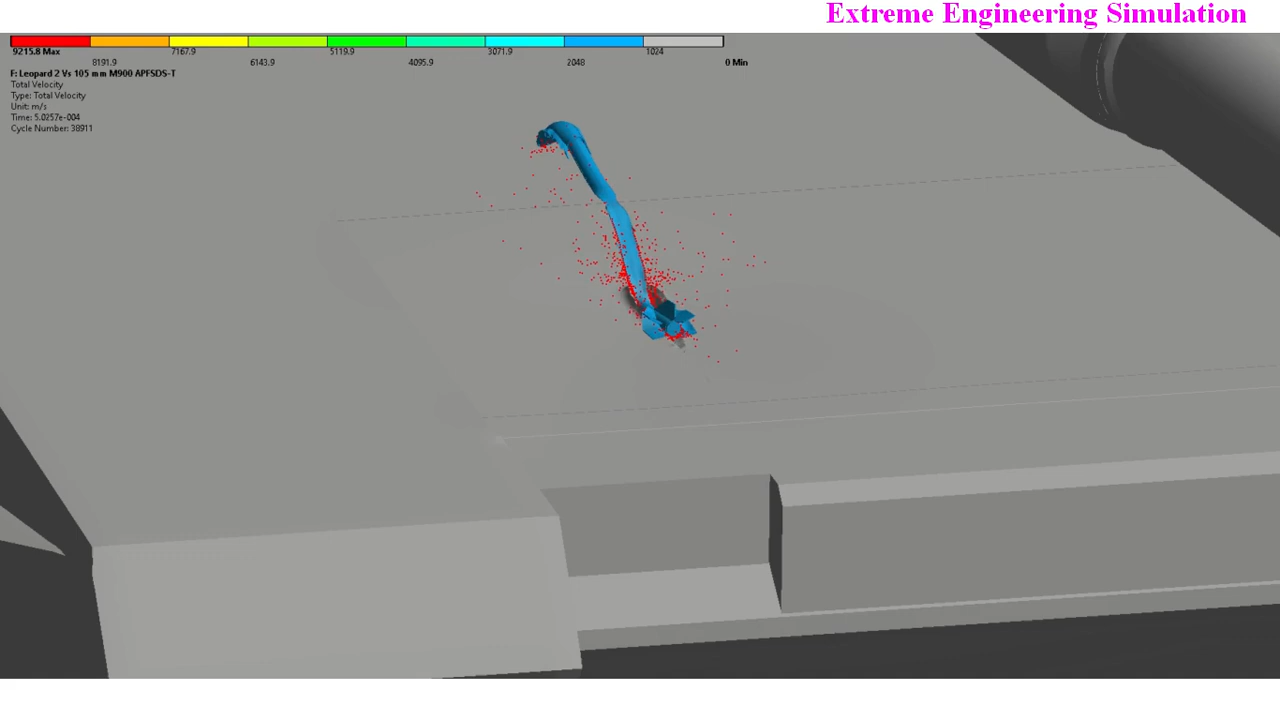 Extreme Engineering Simulation
9215.8 Max
8191.9
7167.9
6143.9
5119.9
4095.9
3071.9
2048
1024
0 Min
F: Leopard 2 Vs 105 mm M900 APFSDS-T
Total Velocity
Type: Total Velocity
Unit: m/s
Time: 5.0257e-004
Cycle Number: 38911